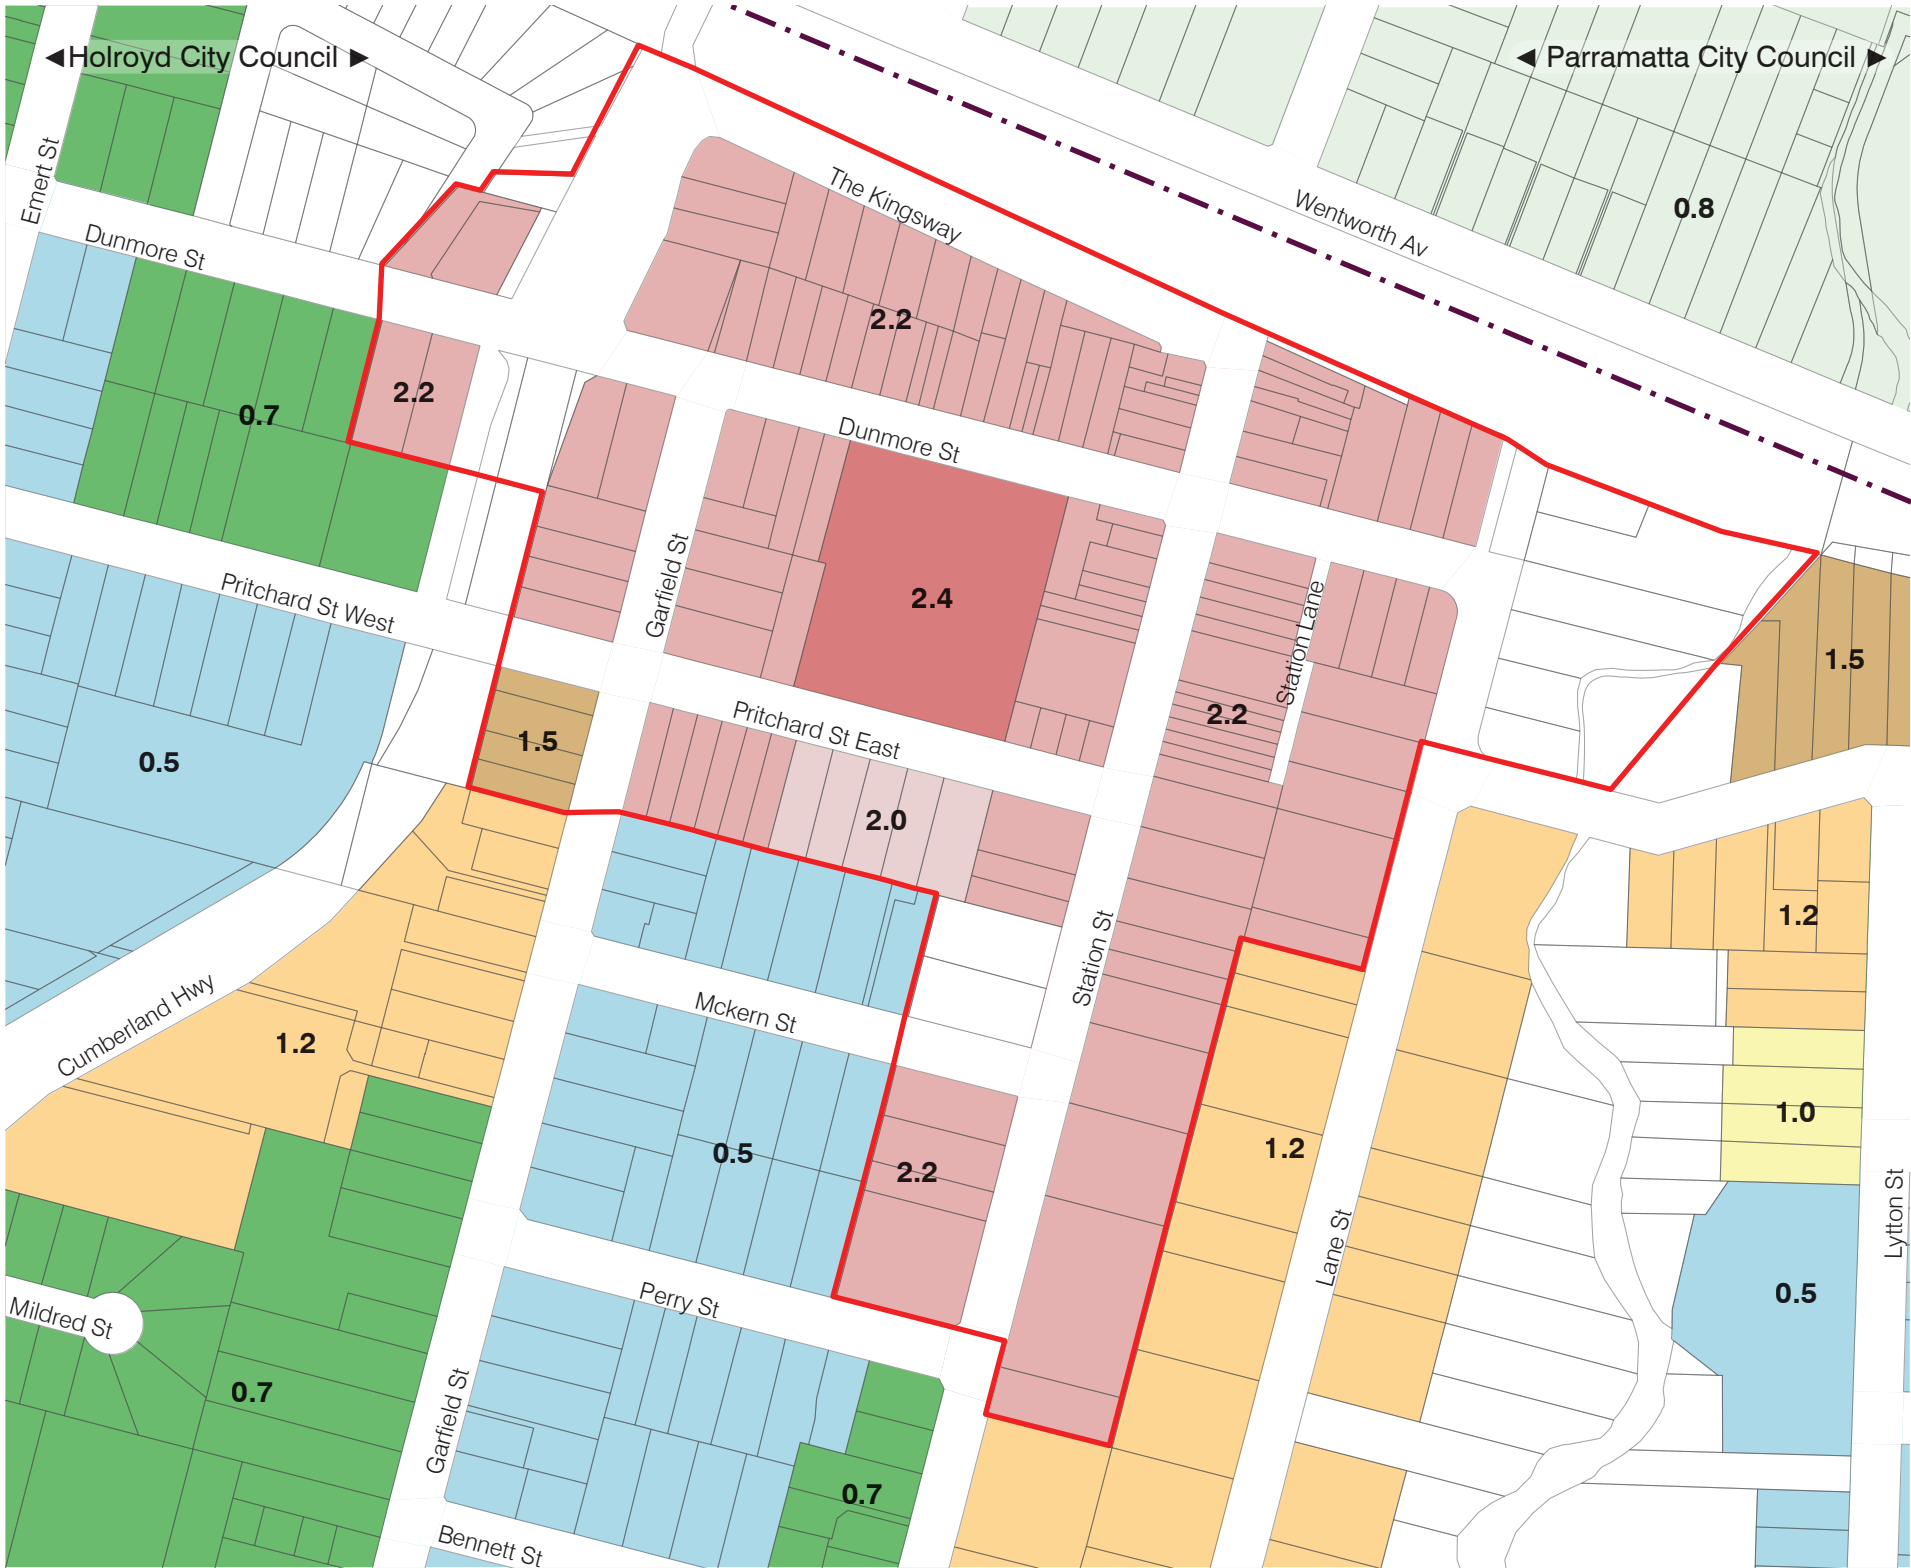 ◀Holroyd City Council ▶
◀ Parramatta City Council ▶
Emert St
Dunmore St
The Kingsway
Wentworth Av
0.8
2.2
2.2
0.7
Dunmore St
Garfield St
2.4
Station Lane
Pritchard St West
1.5
2.2
Pritchard St East
1.5
0.5
2.0
1.2
Station St
Mckern St
Cumberland Hwy
1.2
1.0
0.5
1.2
2.2
Lytton St
Lane St
0.5
Perry St
Mildred St
0.7
Garfield St
0.7
Bennett St